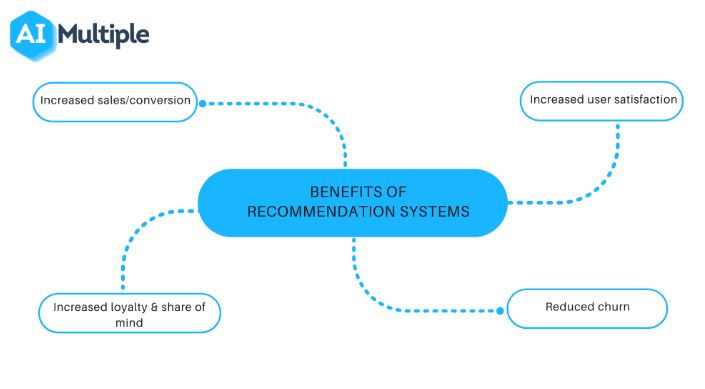 AI Multiple
Increased sales/conversion
Increased user satisfaction
BENEFITS OF
RECOMMENDATION SYSTEMS
Increased loyalty & share of
mind
Reduced churn